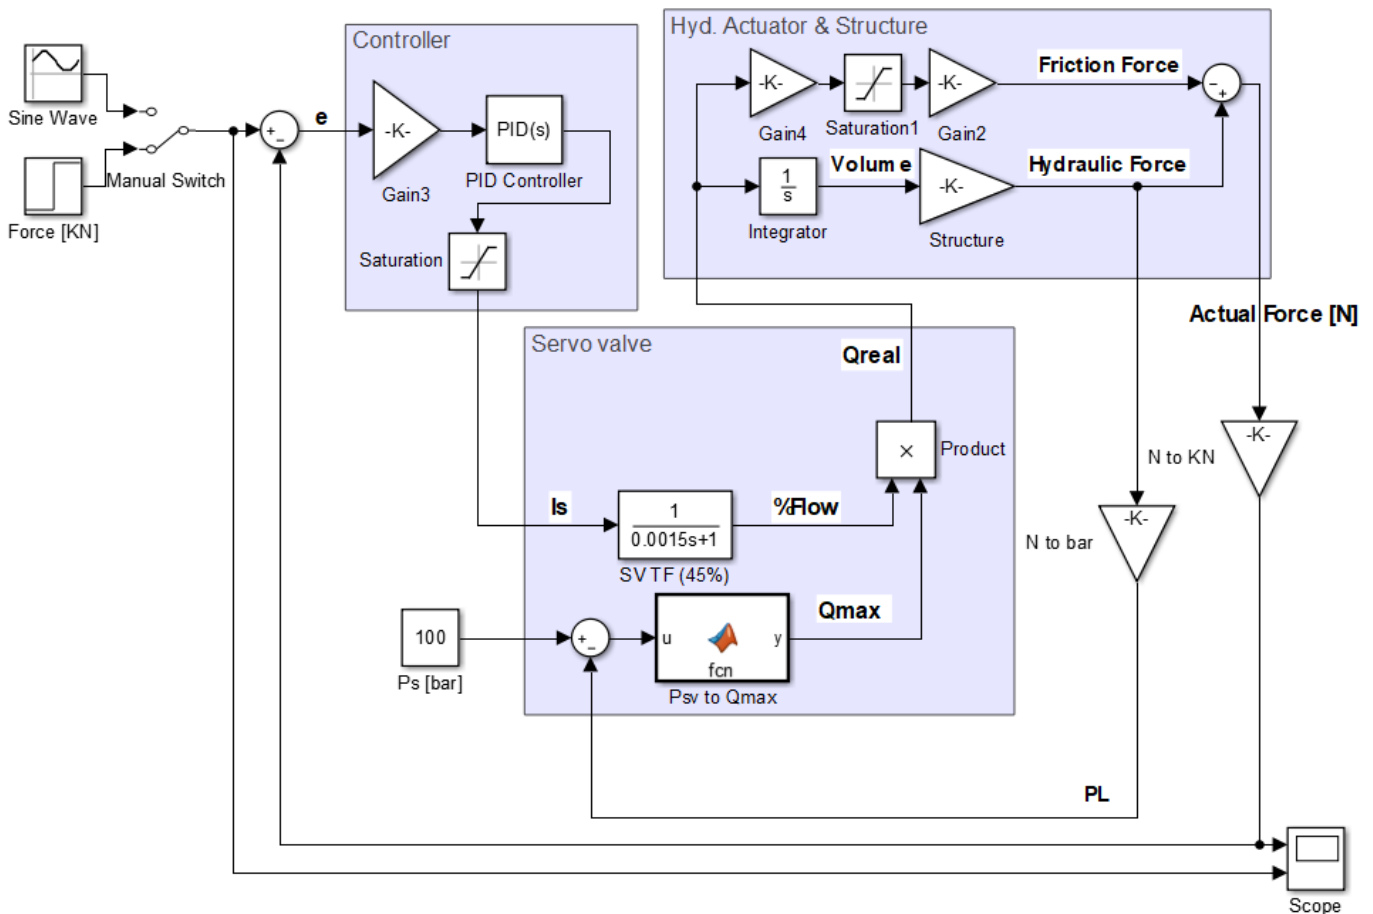 Controller
Hyd. Actuator & Structure
Sine Wave
Manual Switch
Force [KN]
+
−
e
-K-
Gain3
PID(s)
PID Controller
Saturation
-K-
Gain4
Saturation1
-K-
Gain2
Friction Force
−
+
1
s
Integrator
Volume
-K-
Structure
Hydraulic Force
Actual Force [N]
Servo valve
Qreal
×
Product
Is
1
0.0015s+1
SV TF (45%)
%Flow
-K-
N to KN
-K-
N to bar
100
Ps [bar]
+
−
u
fcn
y
Psv to Qmax
Qmax
PL
Scope